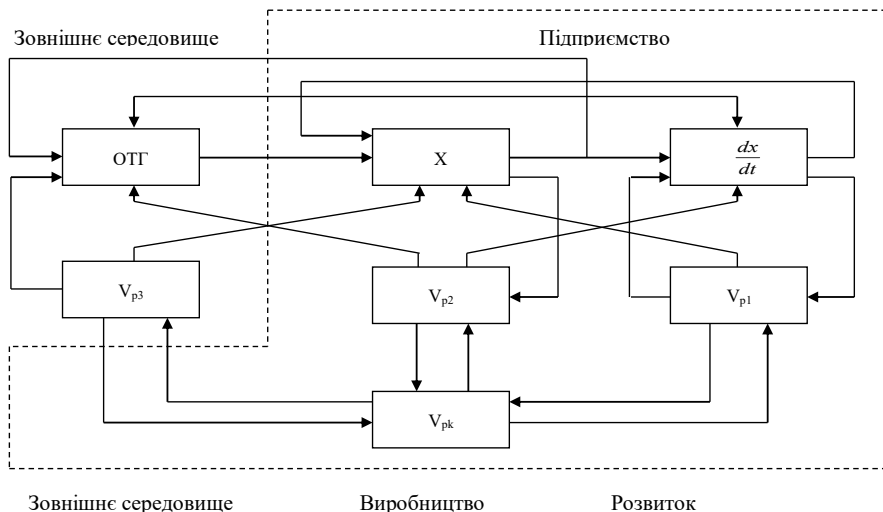 Зовнішнє середовище
Підприємство
ОТГ
X
dx
dt
Vp3
Vp2
Vp1
Vpk
Зовнішнє середовище
Виробництво
Розвиток